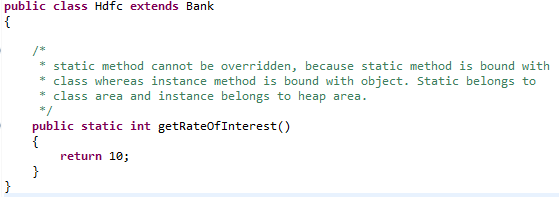 public class Hdfc extends Bank
{
/*
* static method cannot be overridden, because static method is bound with
* class whereas instance method is bound with object. Static belongs to
* class area and instance belongs to heap area.
*/
public static int getRateOfInterest()
{
return 10;
}
}